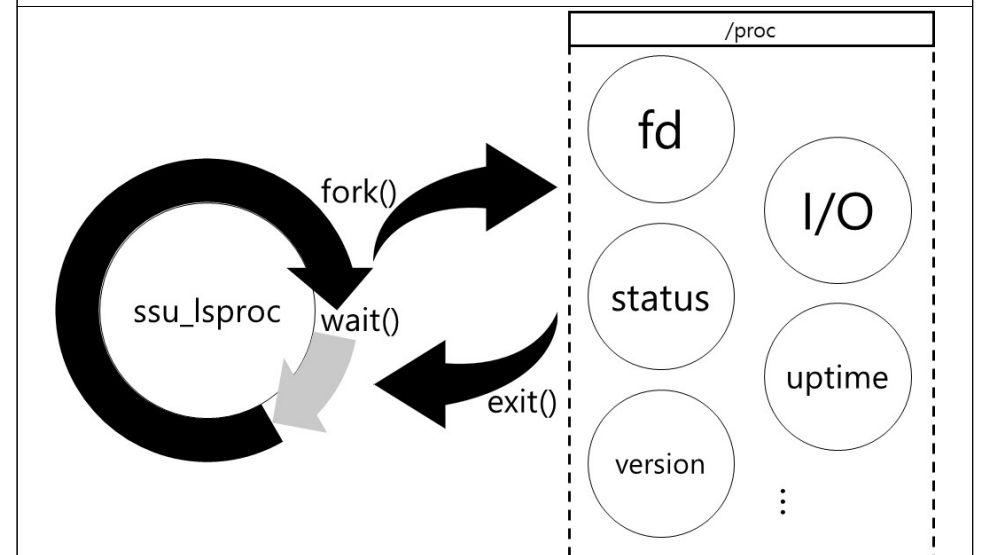 /proc
fd
fork()
I/O
ssu_lsproc
wait()
status
uptime
exit()
version
⋮